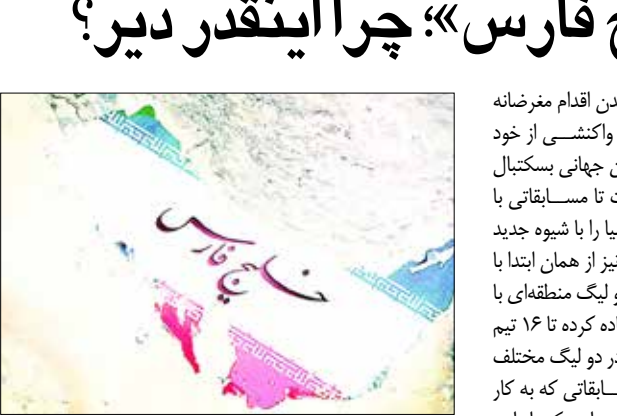 ج فارس»؛ چرا اینقدر دیر؟
دن اقدام مغرضانه
واکنشی از خود
ن جهانی بسکتبال
ت تا مسابقاتی با
یا را با شیوه جدید
نیز از همان ابتدا با
و لیگ منطقه‌ای با
ده کرده تا ۱۶ تیم
در دو لیگ مختلف
ـابقاتی که به کار
خلیج فارس